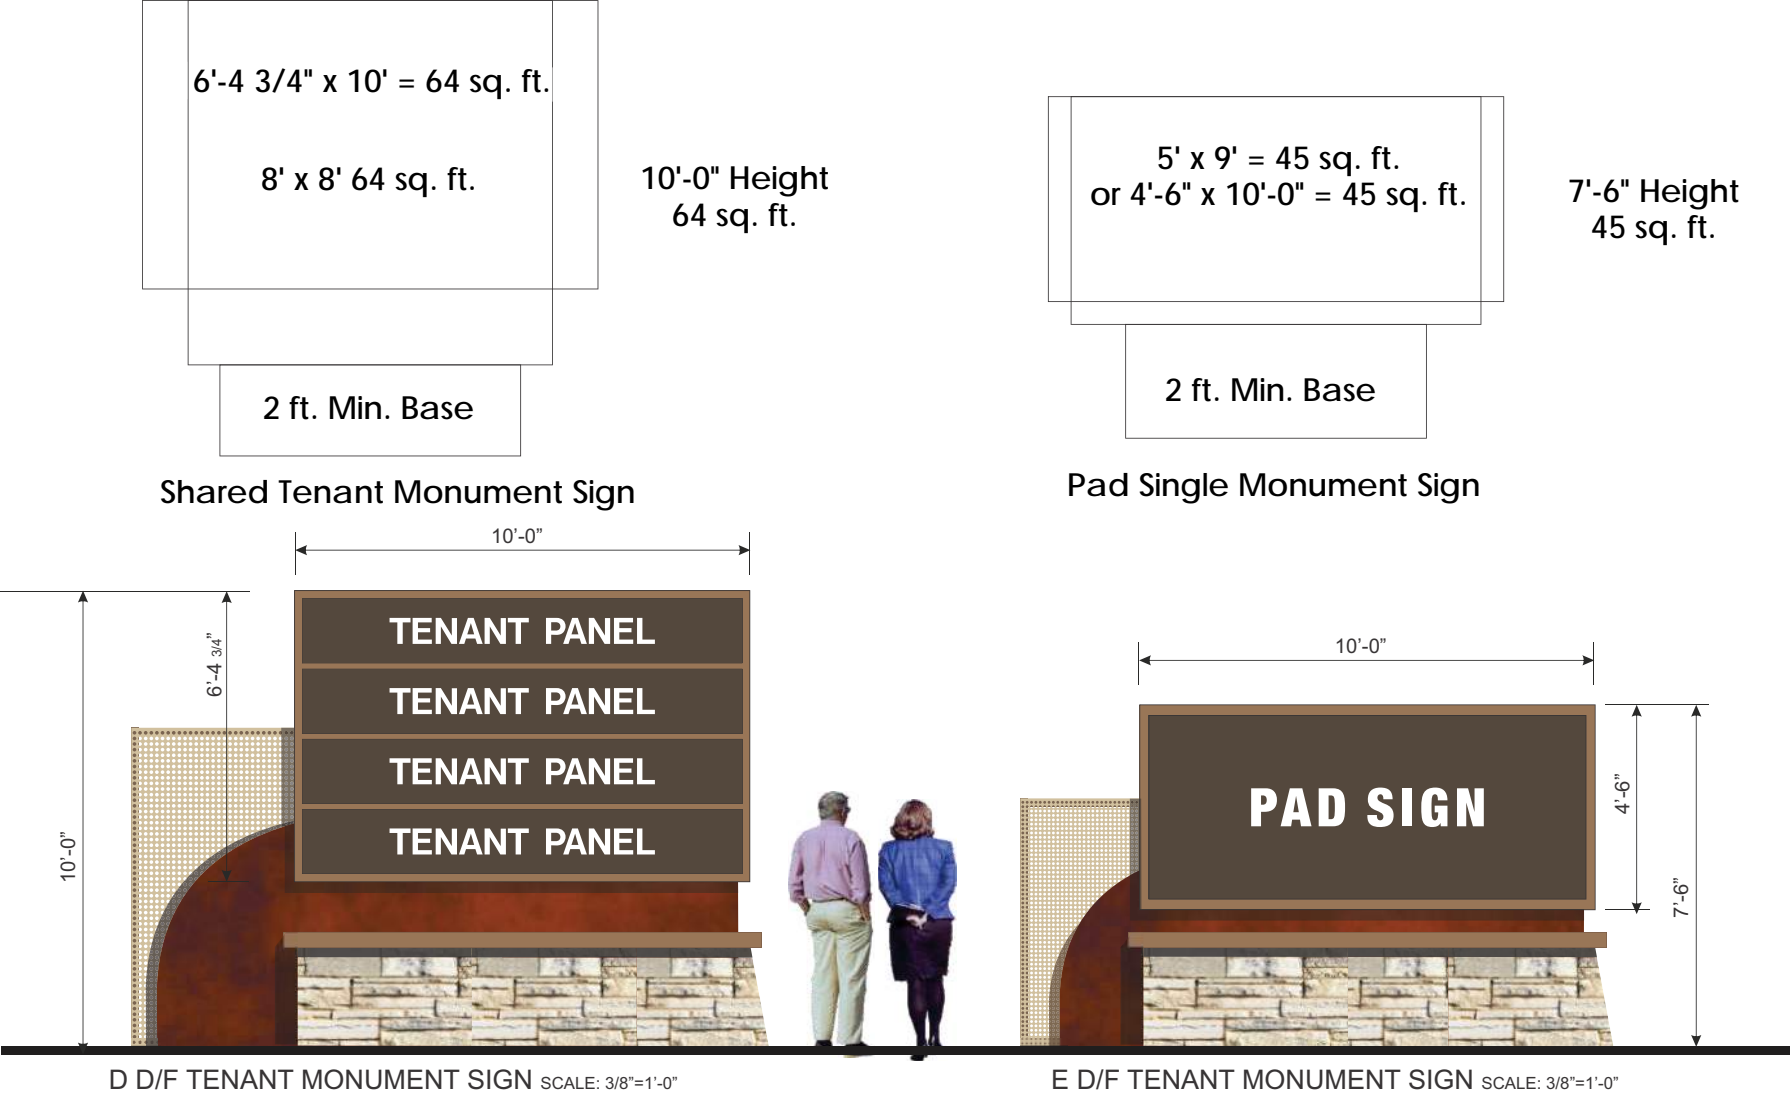 6'-4 3/4" x 10' = 64 sq. ft.
8' x 8' 64 sq. ft.
10'-0" Height
64 sq. ft.
2 ft. Min. Base
Shared Tenant Monument Sign
5' x 9' = 45 sq. ft.
or 4'-6" x 10'-0" = 45 sq. ft.
7'-6" Height
45 sq. ft.
2 ft. Min. Base
Pad Single Monument Sign
10’-0”
10’-0”
6’-4 3/4”
TENANT PANEL
TENANT PANEL
TENANT PANEL
TENANT PANEL
D D/F TENANT MONUMENT SIGN SCALE: 3/8”=1’-0”
10’-0”
PAD SIGN
4’-6”
7’-6”
E D/F TENANT MONUMENT SIGN SCALE: 3/8”=1’-0”